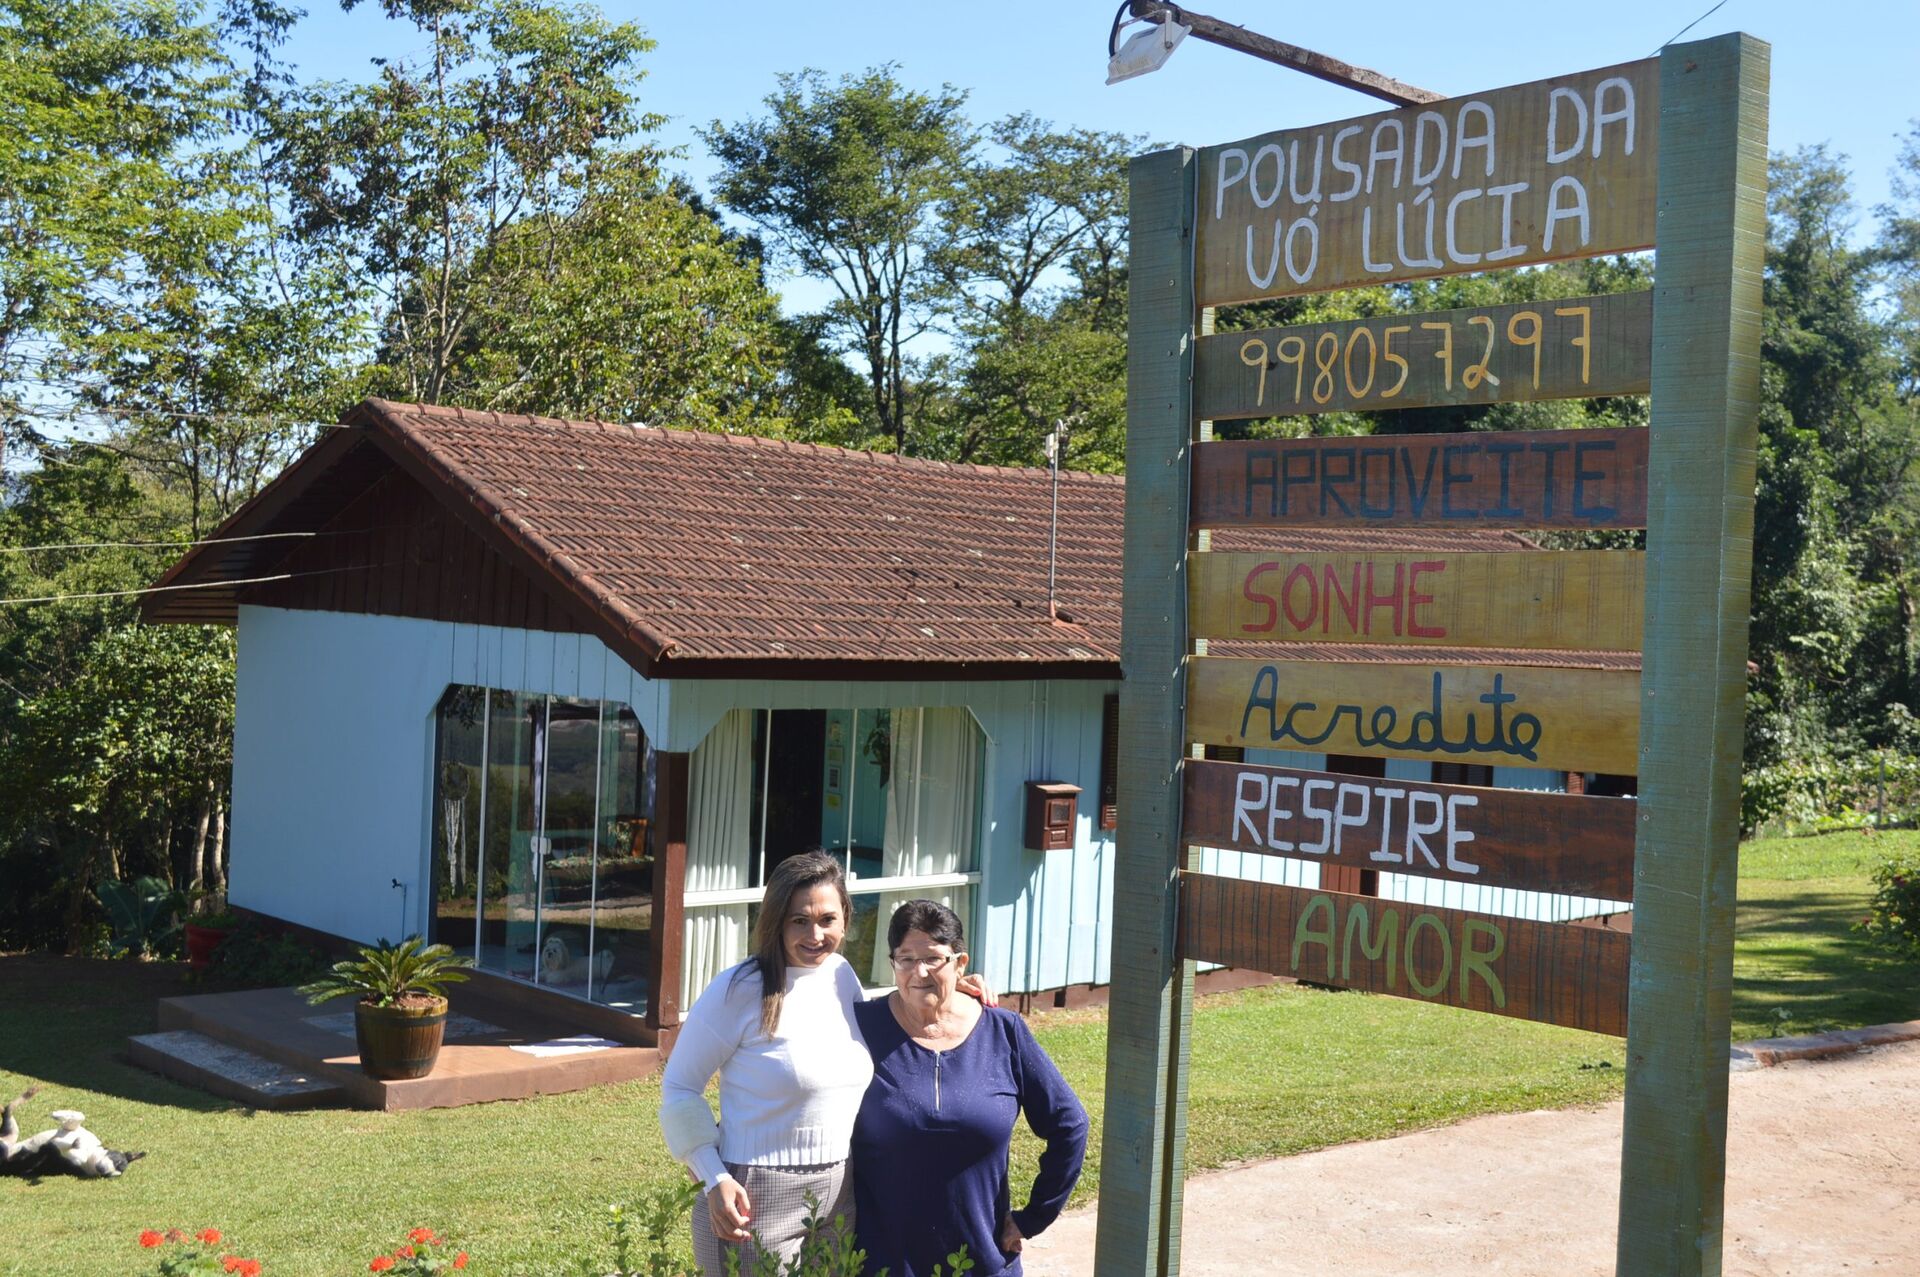 POUSADA DA
VÓ LÚCIA
998057297
APROVEITE
SONHE
Acredite
RESPIRE
AMOR